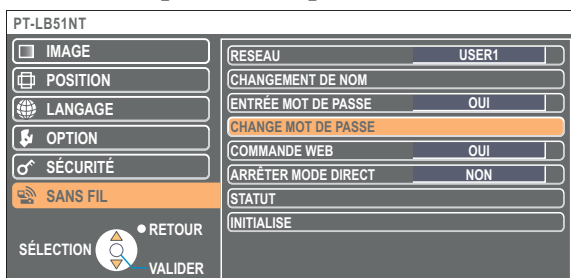 PT-LB51NT
IMAGE
POSITION
LANGAGE
OPTION
SÉCURITÉ
SANS FIL
RETOUR
SÉLECTION
VALIDER
RESEAU USER1
CHANGEMENT DE NOM
ENTRÉE MOT DE PASSE OUI
CHANGE MOT DE PASSE
COMMANDE WEB OUI
ARRÊTER MODE DIRECT NON
STATUT
INITIALISE